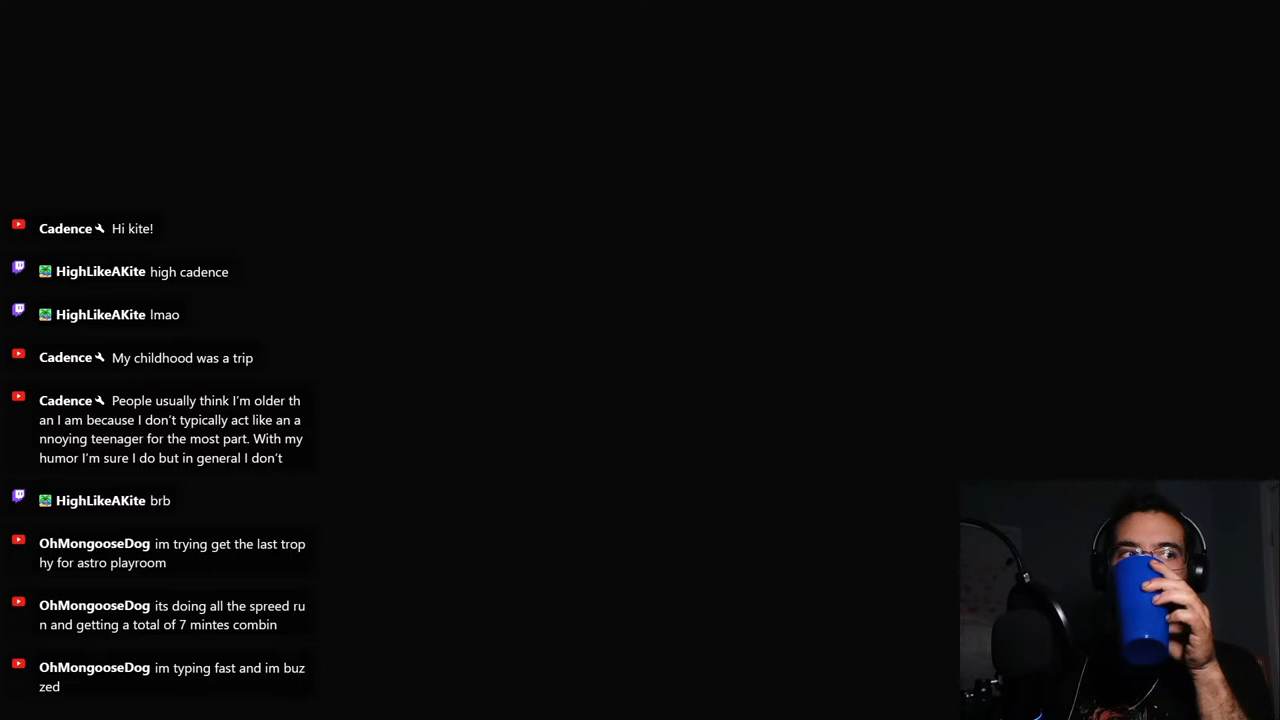 Cadence Hi kite!
HighLikeAKite high cadence
HighLikeAKite lmao
Cadence My childhood was a trip
Cadence People usually think I'm older th
an I am because I don't typically act like an a
nnoying teenager for the most part. With my
humor I'm sure I do but in general I don't
HighLikeAKite brb
OhMongooseDog im trying get the last trop
hy for astro playroom
OhMongooseDog its doing all the spreed ru
n and getting a total of 7 mintes combin
OhMongooseDog im typing fast and im buz
zed